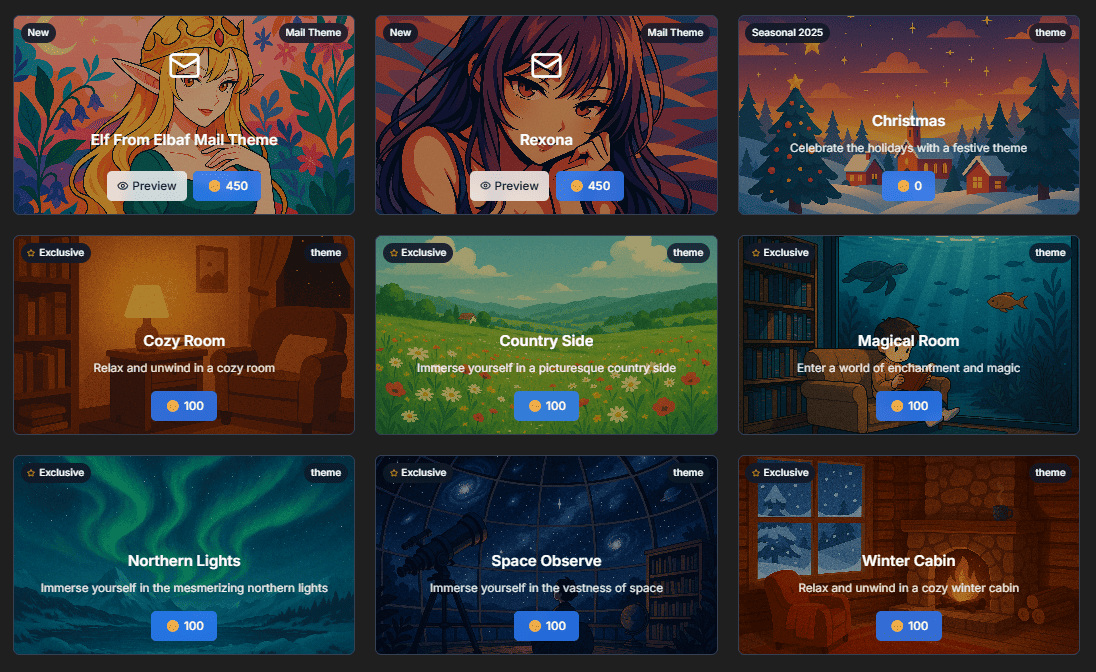 New
Mail Theme
Elf From Elbaf Mail Theme
Preview
450
New
Mail Theme
Rexona
Preview
450
Seasonal 2025
theme
Christmas
Celebrate the holidays with a festive theme
0
Exclusive
theme
Cozy Room
Relax and unwind in a cozy room
100
Exclusive
theme
Country Side
Immerse yourself in a picturesque country side
100
Exclusive
theme
Magical Room
Enter a world of enchantment and magic
100
Exclusive
theme
Northern Lights
Immerse yourself in the mesmerizing northern lights
100
Exclusive
theme
Space Observe
Immerse yourself in the vastness of space
100
Exclusive
theme
Winter Cabin
Relax and unwind in a cozy winter cabin
100